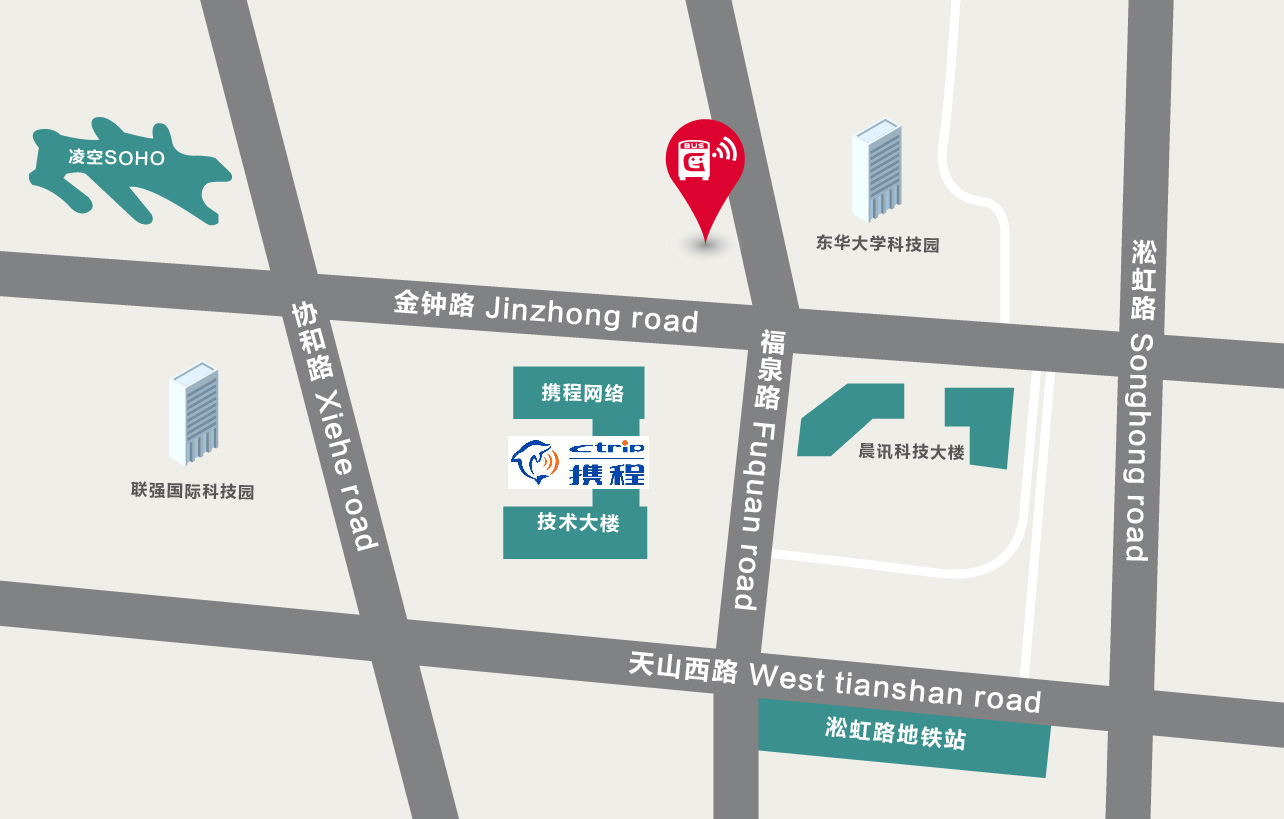 BUS
凌空SOHO
东华大学科技园
金钟路 Jinzhong road
协和路 Xiehe road
福泉路 Fuquan road
淞虹路 Songhong road
携程网络
Ctrip
携程
技术大楼
晨讯科技大楼
联强国际科技园
天山西路 West tianshan road
淞虹路地铁站